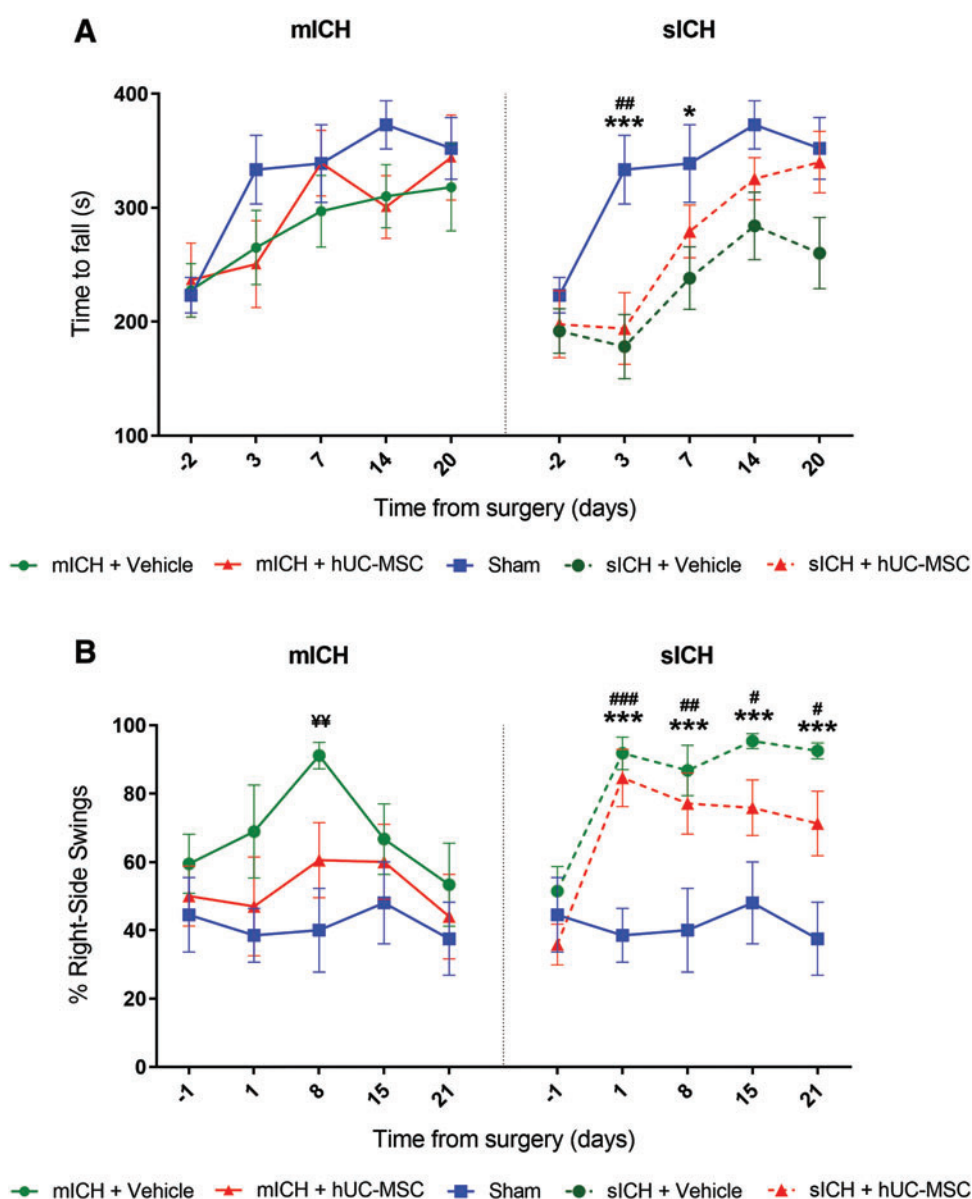 A
mICH sICH
400
300
200
100
Time to fall (s)
## 
*** *
-2 3 7 14 20 -2 3 7 14 20
Time from surgery (days)
mICH + Vehicle mICH + hUC-MSC Sham sICH + Vehicle sICH + hUC-MSC
B
mICH sICH
¥¥ ### ## # #
*** *** *** ***
100
80
60
40
20
0
% Right-Side Swings
-1 1 8 15 21 -1 1 8 15 21
Time from surgery (days)
mICH + Vehicle mICH + hUC-MSC Sham sICH + Vehicle sICH + hUC-MSC